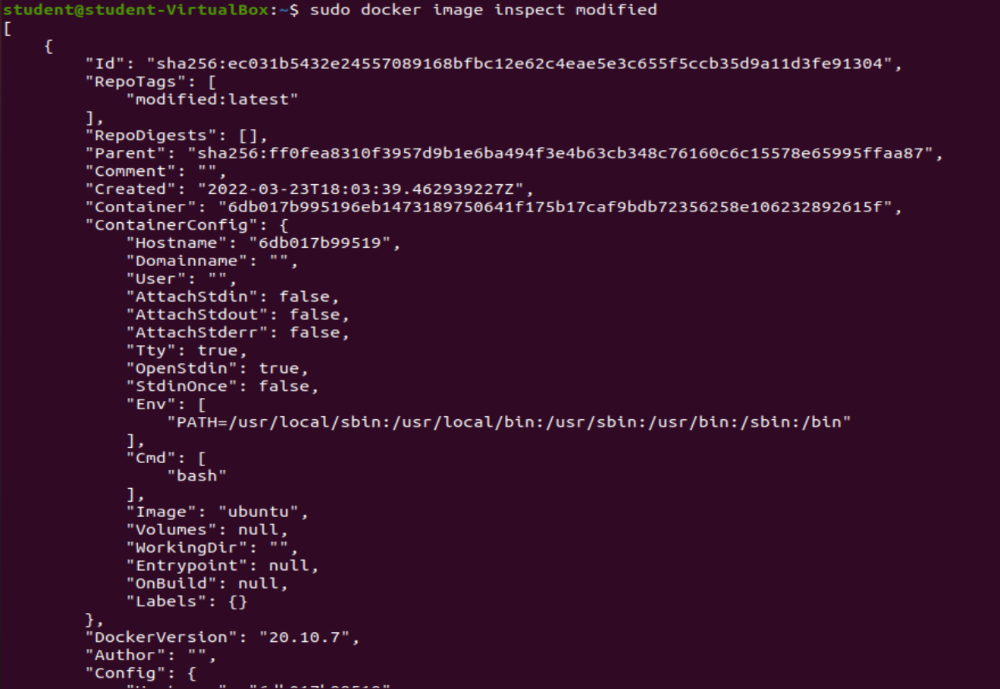 student@student-VirtualBox:~$ sudo docker image inspect modified
[
    {
        "Id": "sha256:ec031b5432e24557089168bfbc12e62c4eae5e3c655f5ccb35d9a11d3fe91304",
        "RepoTags": [
            "modified:latest"
        ],
        "RepoDigests": [],
        "Parent": "sha256:ff0fea8310f3957d9b1e6ba494f3e4b63cb348c76160c6c15578e65995ffaa87",
        "Comment": "",
        "Created": "2022-03-23T18:03:39.462939227Z",
        "Container": "6db017b995196eb1473189750641f175b17caf9bdb72356258e106232892615f",
        "ContainerConfig": {
            "Hostname": "6db017b99519",
            "Domainname": "",
            "User": "",
            "AttachStdin": false,
            "AttachStdout": false,
            "AttachStderr": false,
            "Tty": true,
            "OpenStdin": true,
            "StdinOnce": false,
            "Env": [
                "PATH=/usr/local/sbin:/usr/local/bin:/usr/sbin:/usr/bin:/sbin:/bin"
            ],
            "Cmd": [
                "bash"
            ],
            "Image": "ubuntu",
            "Volumes": null,
            "WorkingDir": "",
            "Entrypoint": null,
            "OnBuild": null,
            "Labels": {}
        },
        "DockerVersion": "20.10.7",
        "Author": "",
        "Config": {